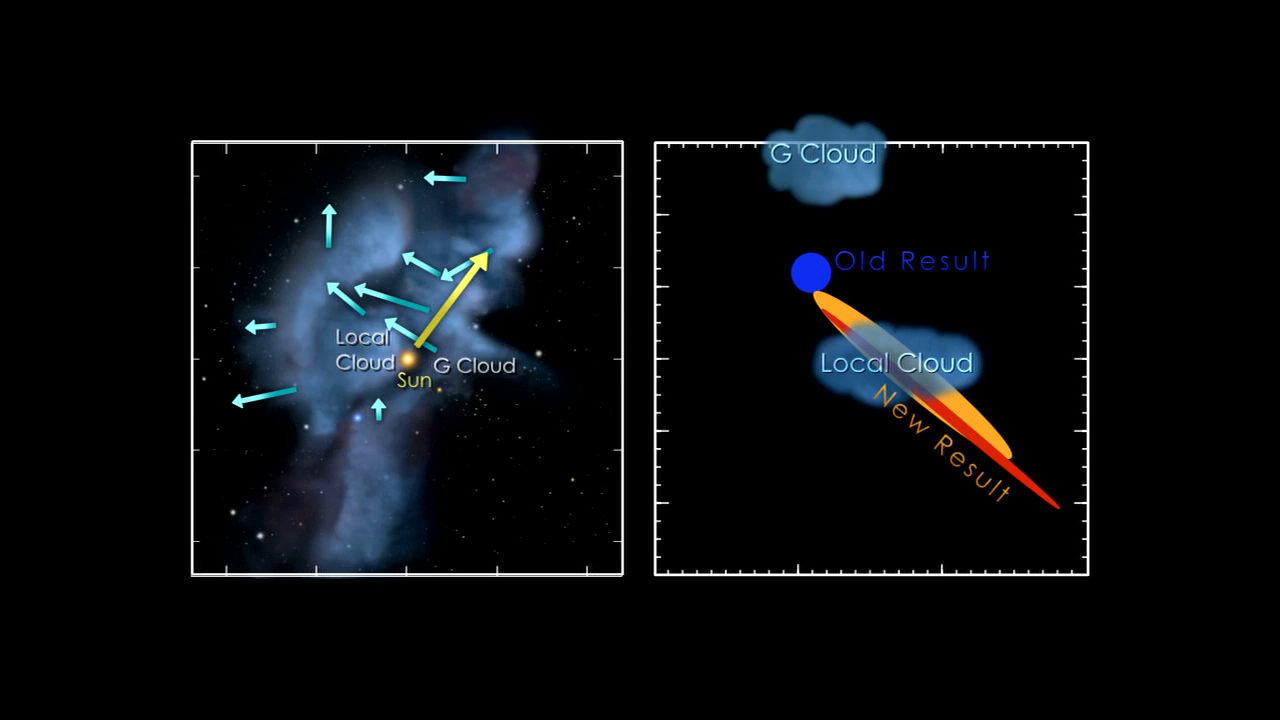 Local
Cloud
G Cloud
Sun
G Cloud
Old Result
Local Cloud
New Result